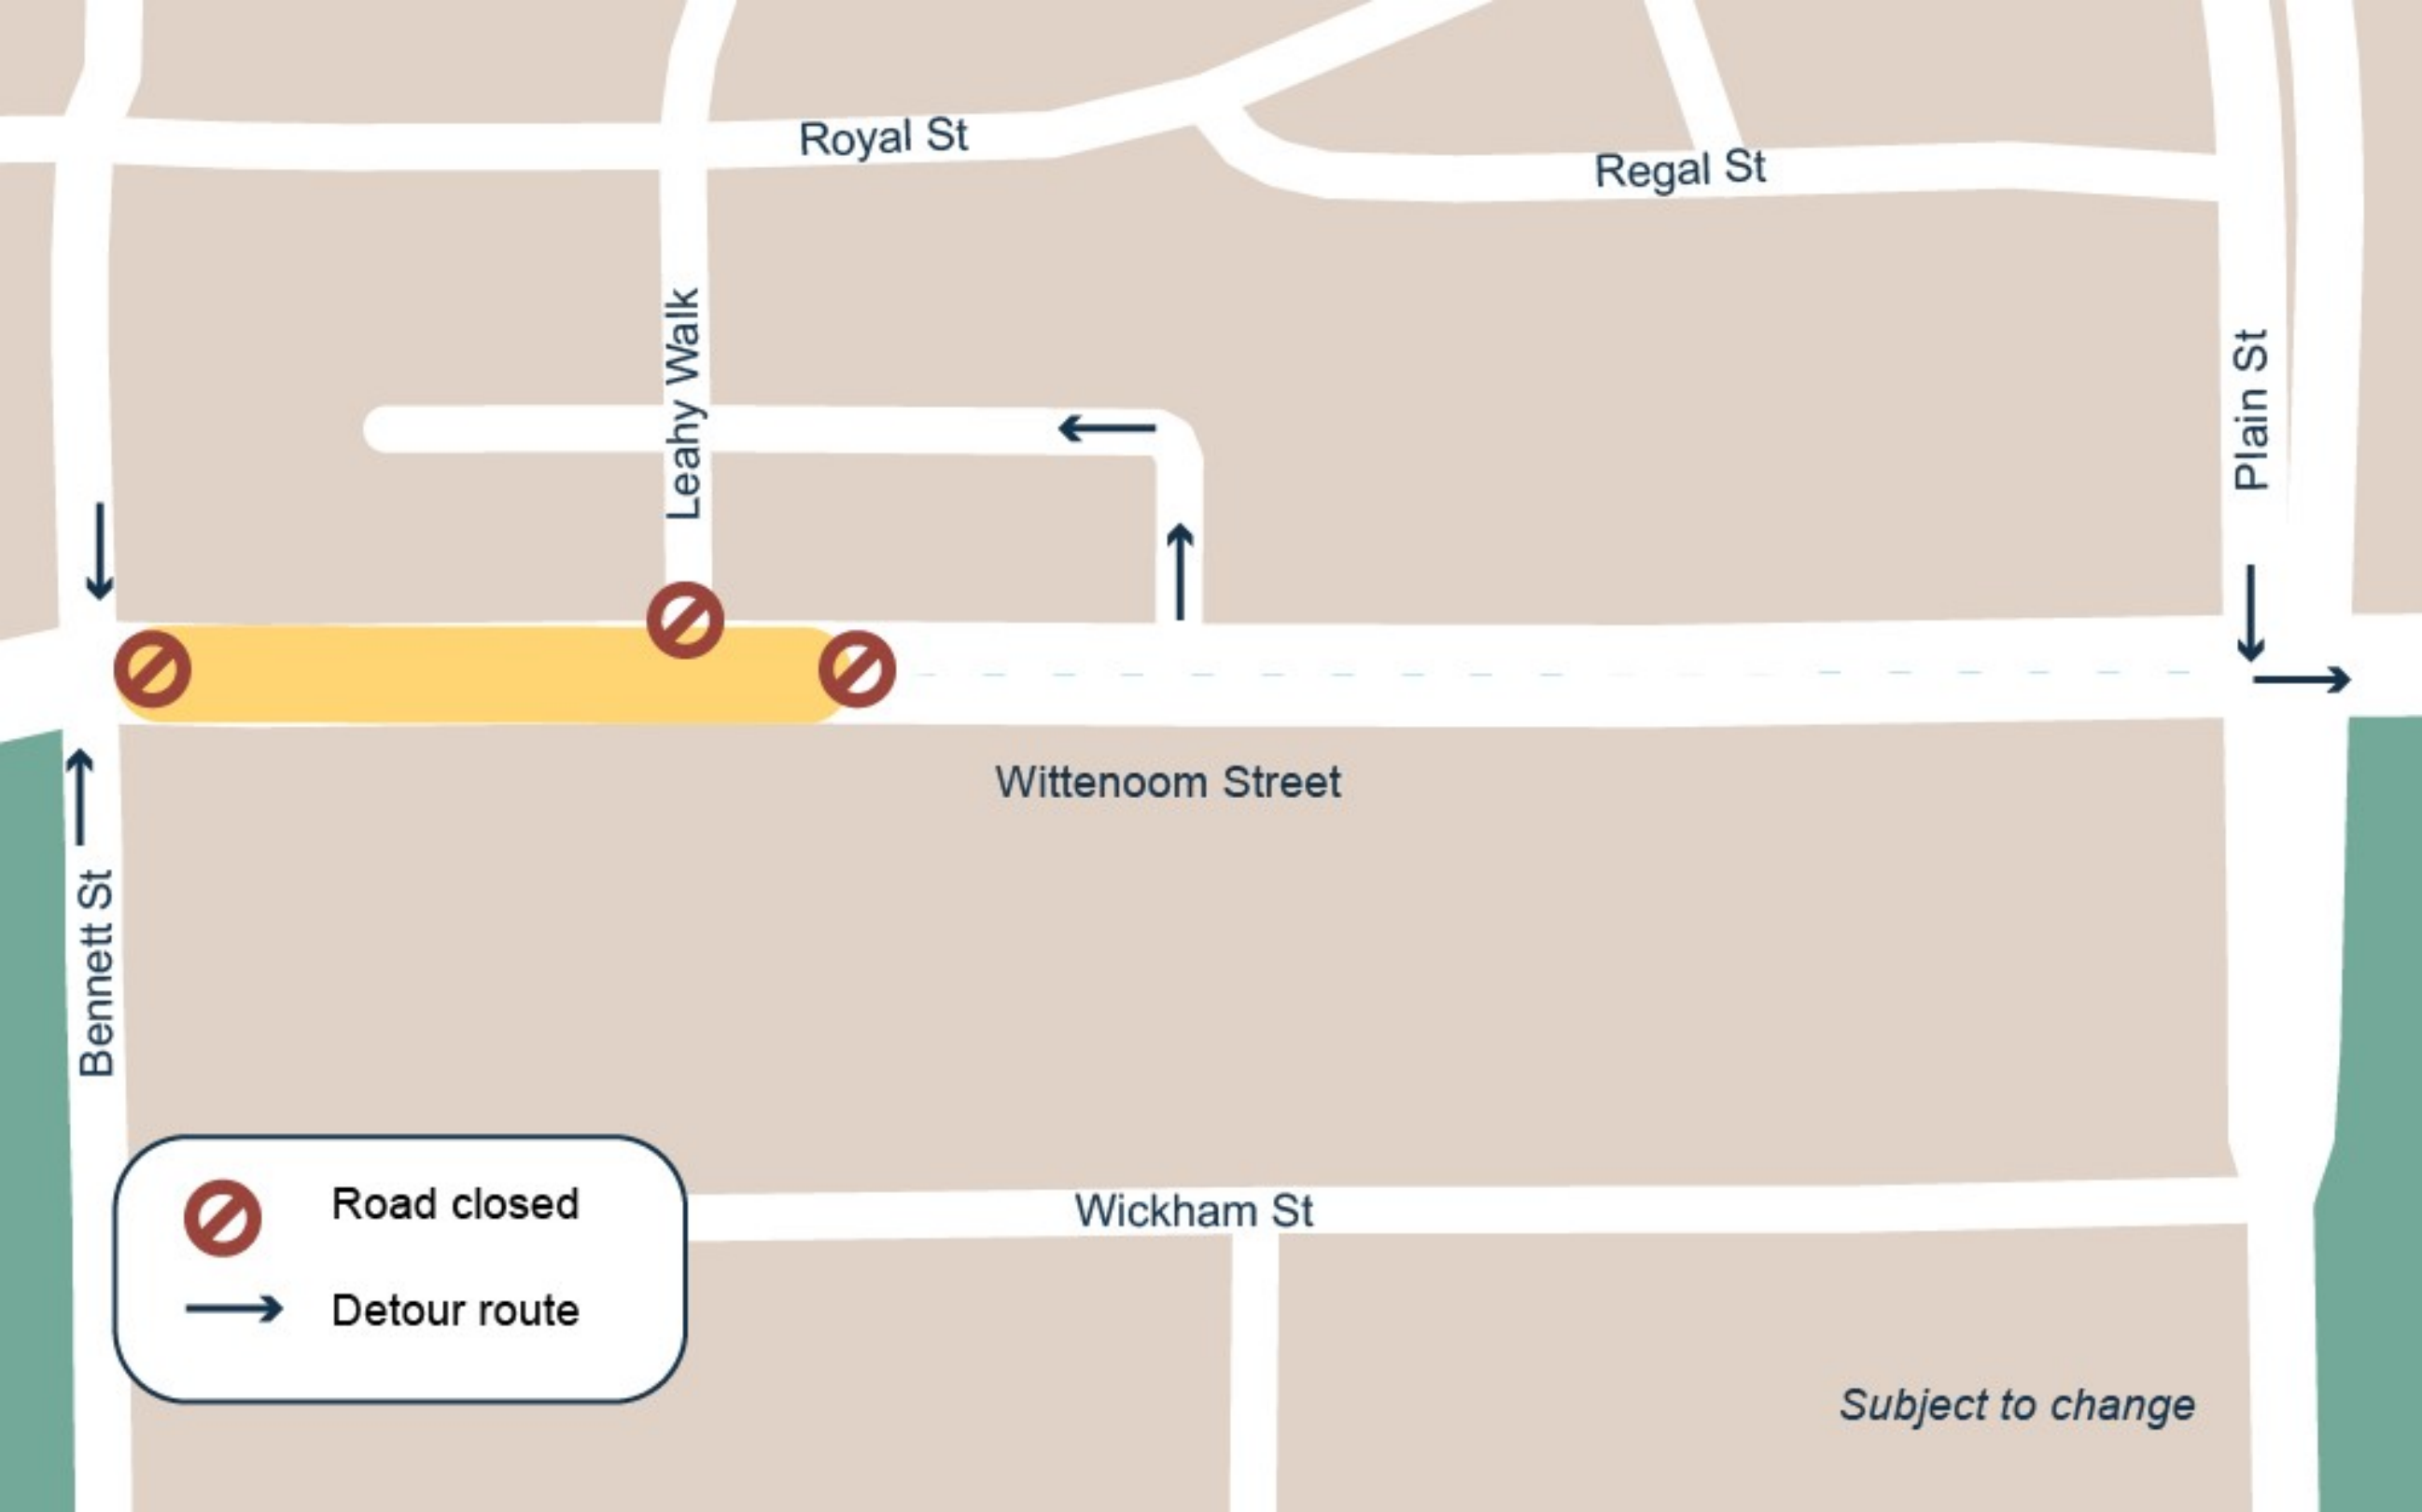 Royal St
Regal St
Leahy Walk
Plain St
Wittenoom Street
Bennett St
Road closed
Wickham St
Detour route
Subject to change